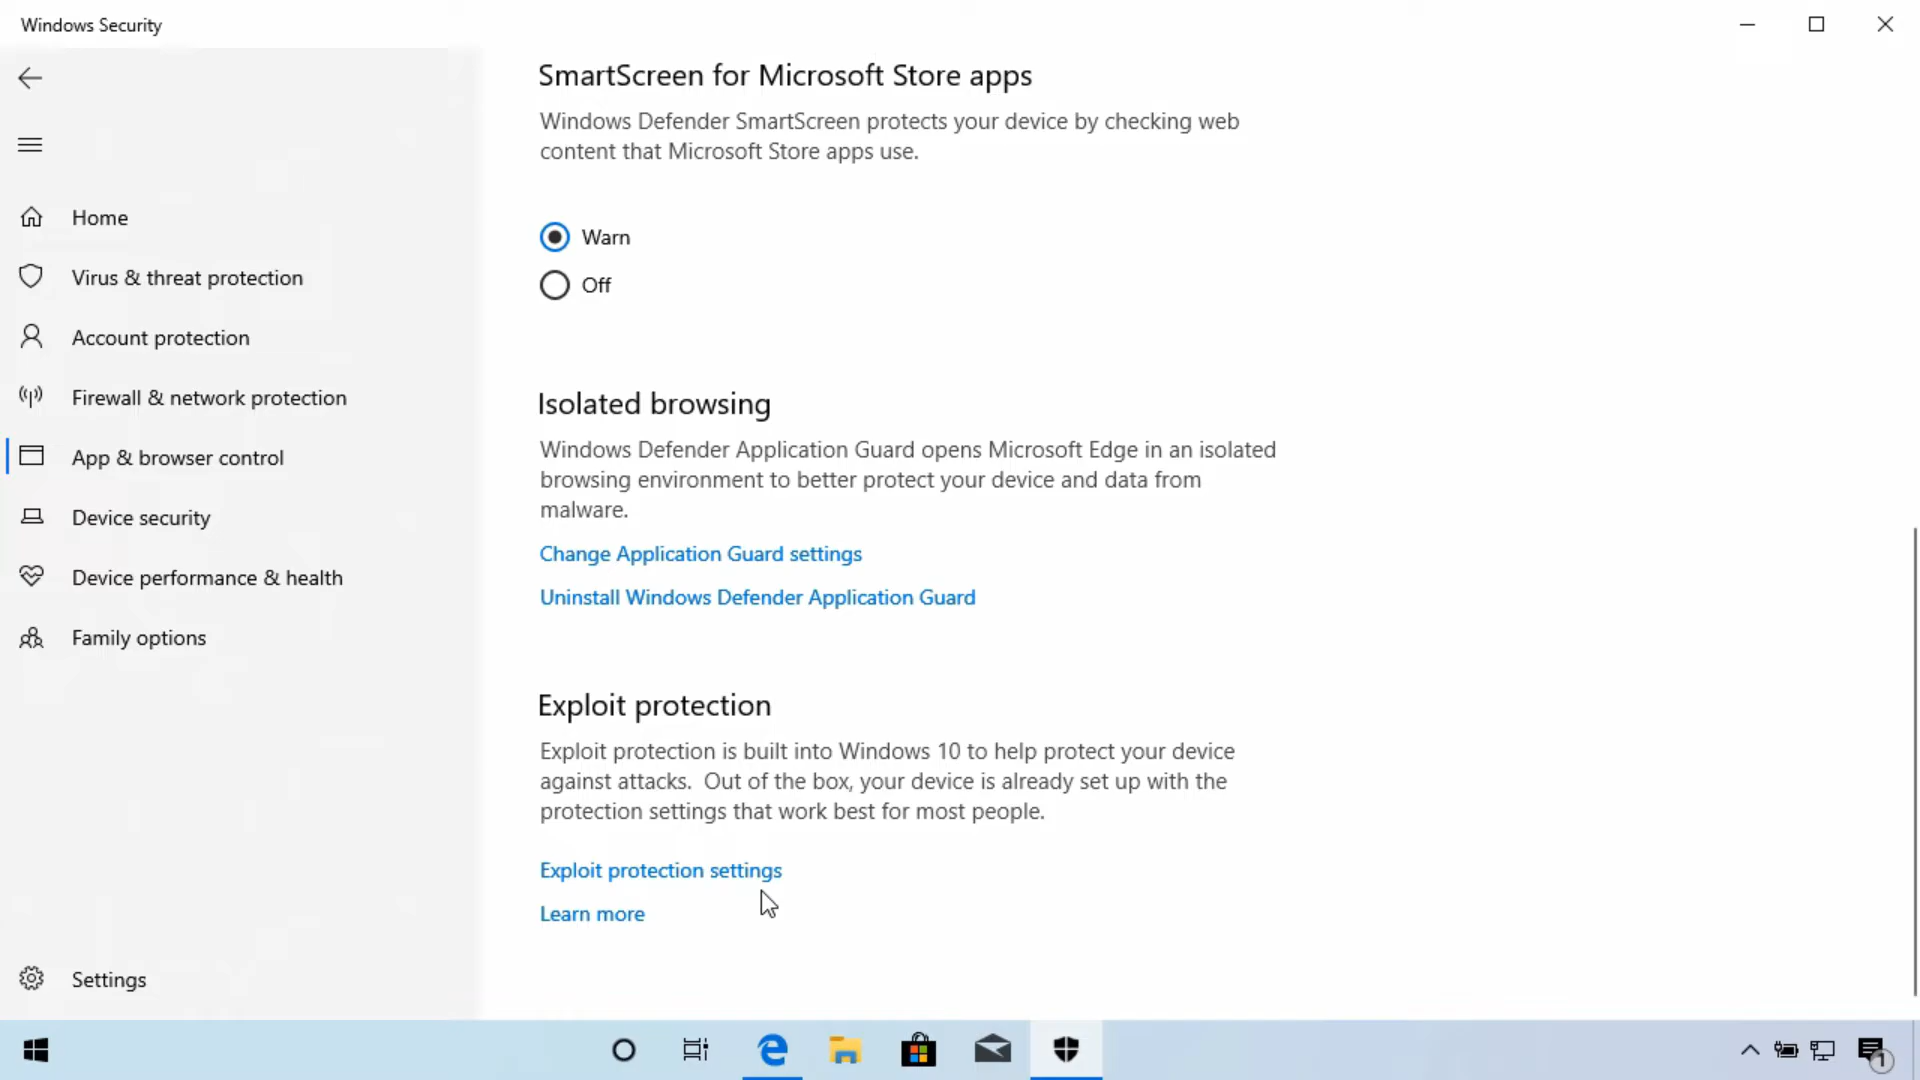 Windows Security
Home
Virus & threat protection
Account protection
Firewall & network protection
App & browser control
Device security
Device performance & health
Family options
Settings
SmartScreen for Microsoft Store apps
Windows Defender SmartScreen protects your device by checking web
content that Microsoft Store apps use.
Warn
Off
Isolated browsing
Windows Defender Application Guard opens Microsoft Edge in an isolated
browsing environment to better protect your device and data from
malware.
Change Application Guard settings
Uninstall Windows Defender Application Guard
Exploit protection
Exploit protection is built into Windows 10 to help protect your device
against attacks.  Out of the box, your device is already set up with the
protection settings that work best for most people.
Exploit protection settings
Learn more
1